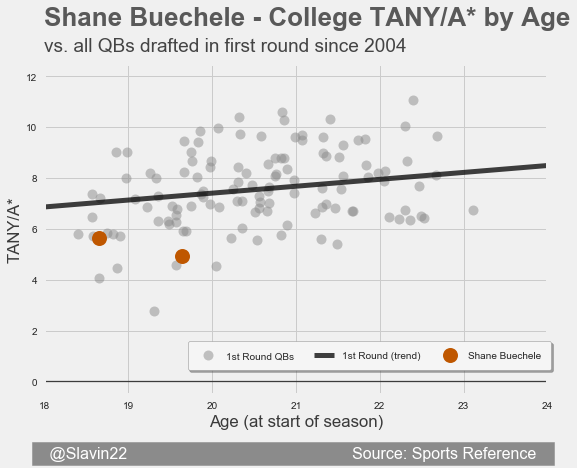 Shane Buechele - College TANY/A* by Age
vs. all QBs drafted in first round since 2004
12
10
8
6
4
2
0
TANY/A*
1st Round QBs
1st Round (trend)
Shane Buechele
18 19 20 21 22 23 24
Age (at start of season)
@Slavin22
Source: Sports Reference